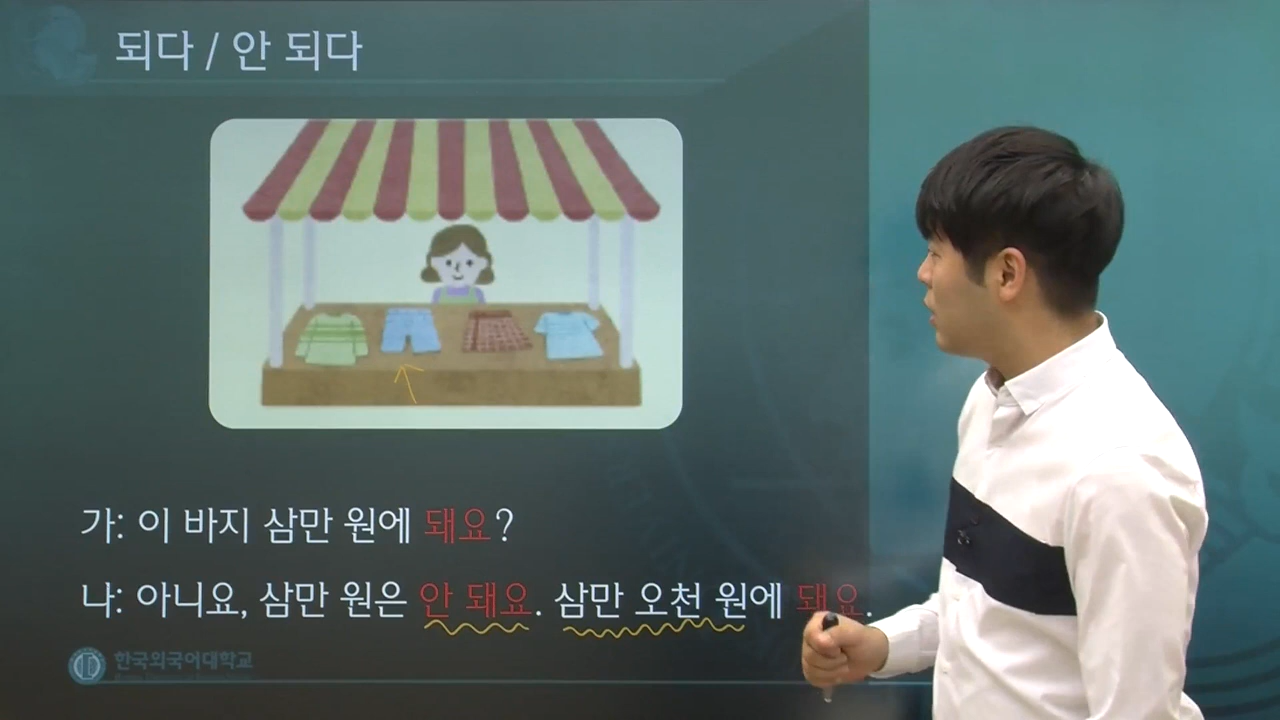 되다 / 안 되다
가: 이 바지 삼만 원에 돼요?
나: 아니요, 삼만 원은 안 돼요. 삼만 오천 원에 돼요.
한국외국어대학교